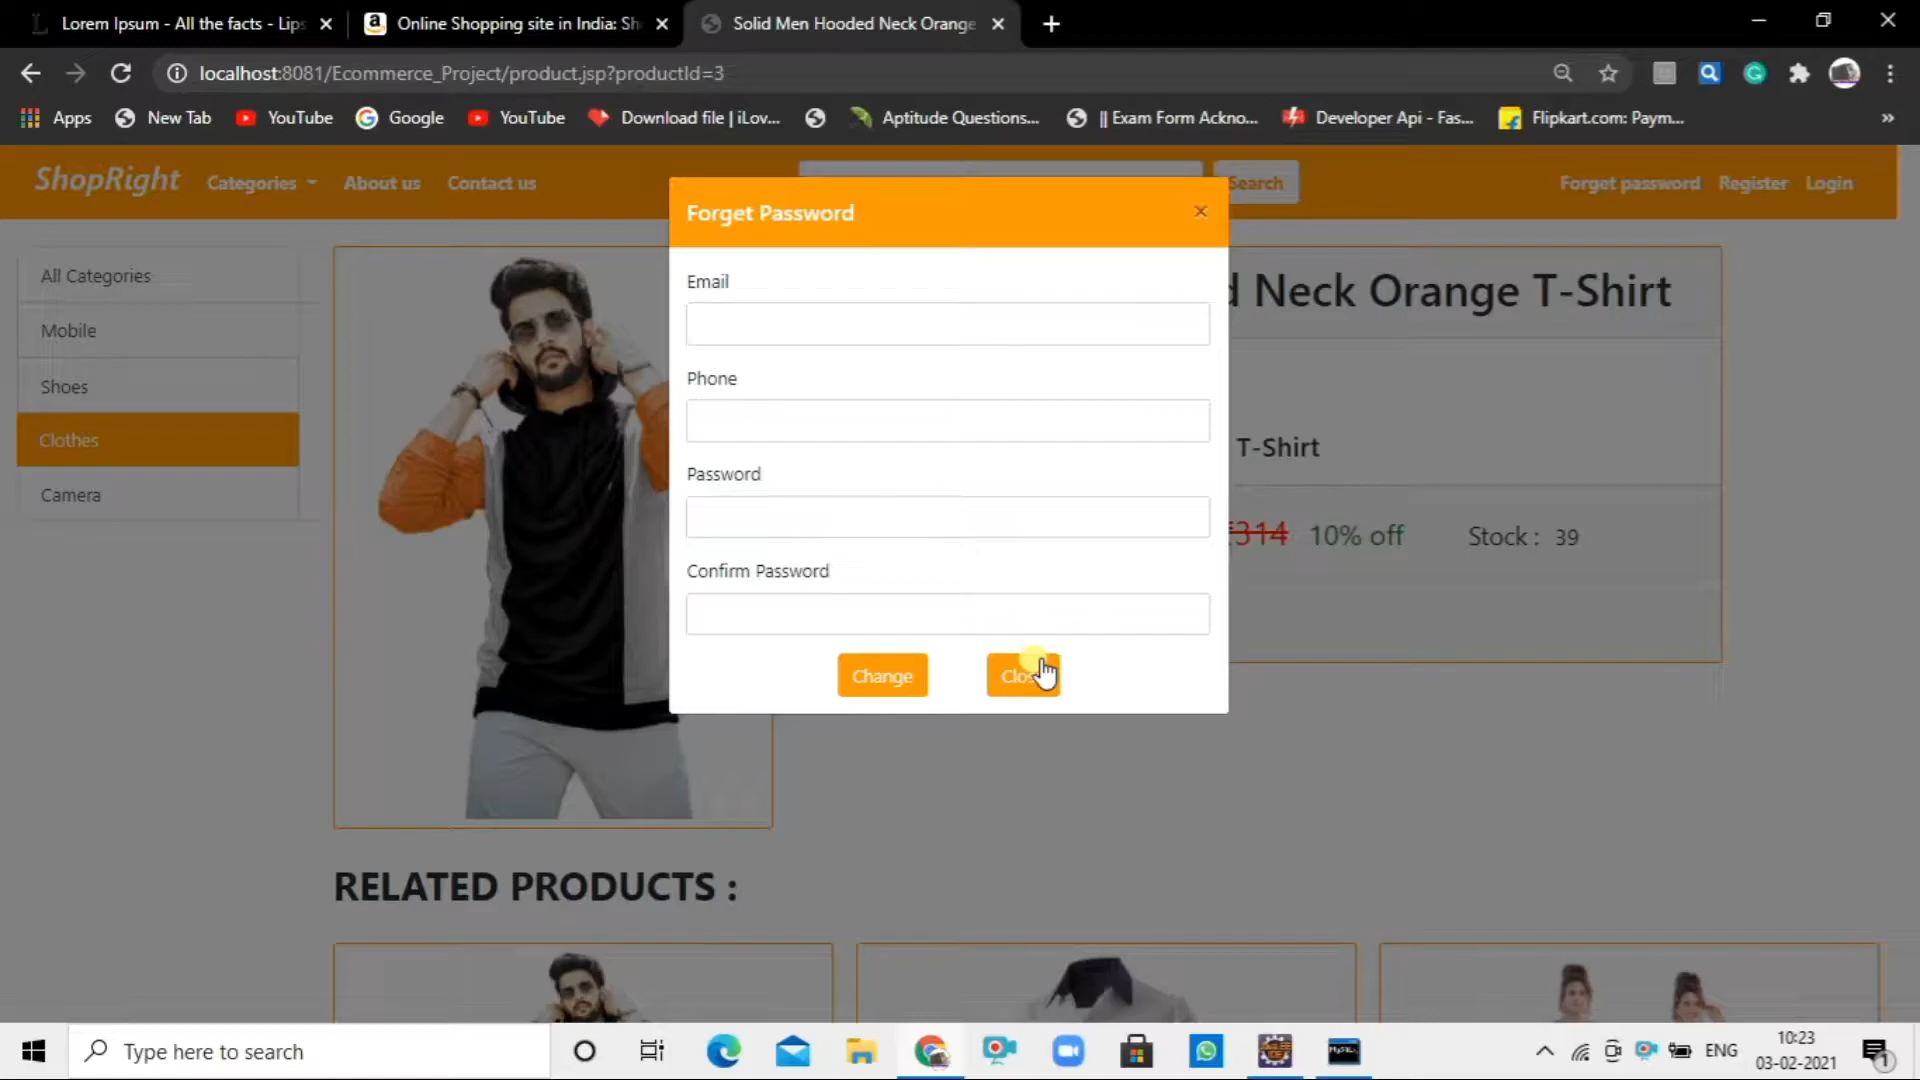 Lorem Ipsum - All the facts - Lips
Online Shopping site in India: Sh
Solid Men Hooded Neck Orange
localhost:8081/Ecommerce_Project/product.jsp?productId=3
Apps
New Tab
YouTube
Google
YouTube
Download file | iLov...
Aptitude Questions...
|| Exam Form Ackno...
Developer Api - Fas...
Flipkart.com: Paym...
»
ShopRight
Categories
About us
Contact us
Search
Forget password
Register
Login
Forget Password
×
Email
Phone
Password
Confirm Password
Change
Clos
All Categories
Mobile
Shoes
Clothes
Camera
d Neck Orange T-Shirt
T-Shirt
₹314 10% off Stock : 39
RELATED PRODUCTS :
Type here to search
ENG
10:23
03-02-2021
1